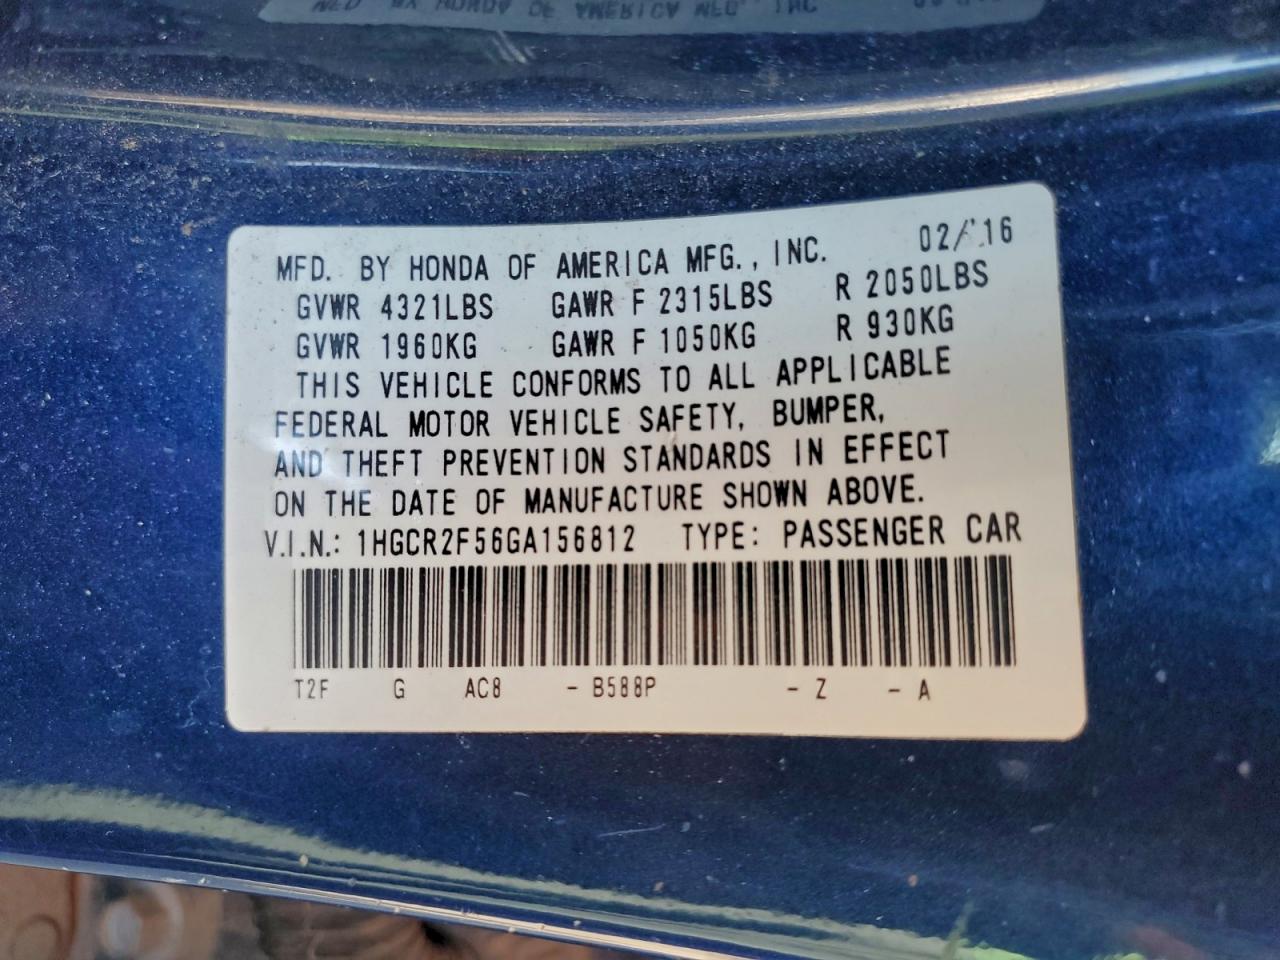 MFD. BY HONDA OF AMERICA MFG., INC. 02/16
GVWR 4321LBS GAWR F 2315LBS R 2050LBS
GVWR 1960KG GAWR F 1050KG R 930KG
THIS VEHICLE CONFORMS TO ALL APPLICABLE
FEDERAL MOTOR VEHICLE SAFETY, BUMPER,
AND THEFT PREVENTION STANDARDS IN EFFECT
ON THE DATE OF MANUFACTURE SHOWN ABOVE.
V.I.N.: 1HGCR2F56GA156812 TYPE: PASSENGER CAR
T2F G AC8 - B588P - Z - A